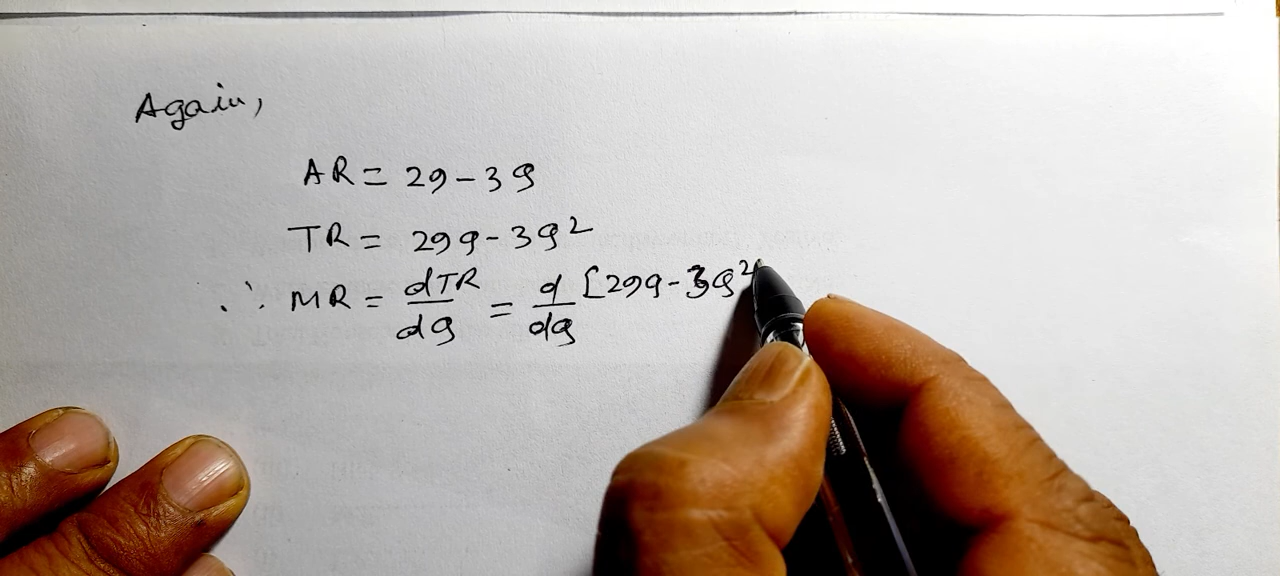 Again,
AR = 29 - 3q
TR = 29q - 3q²
∴ MR = dTR/dq = d/dq [29q - 3q²